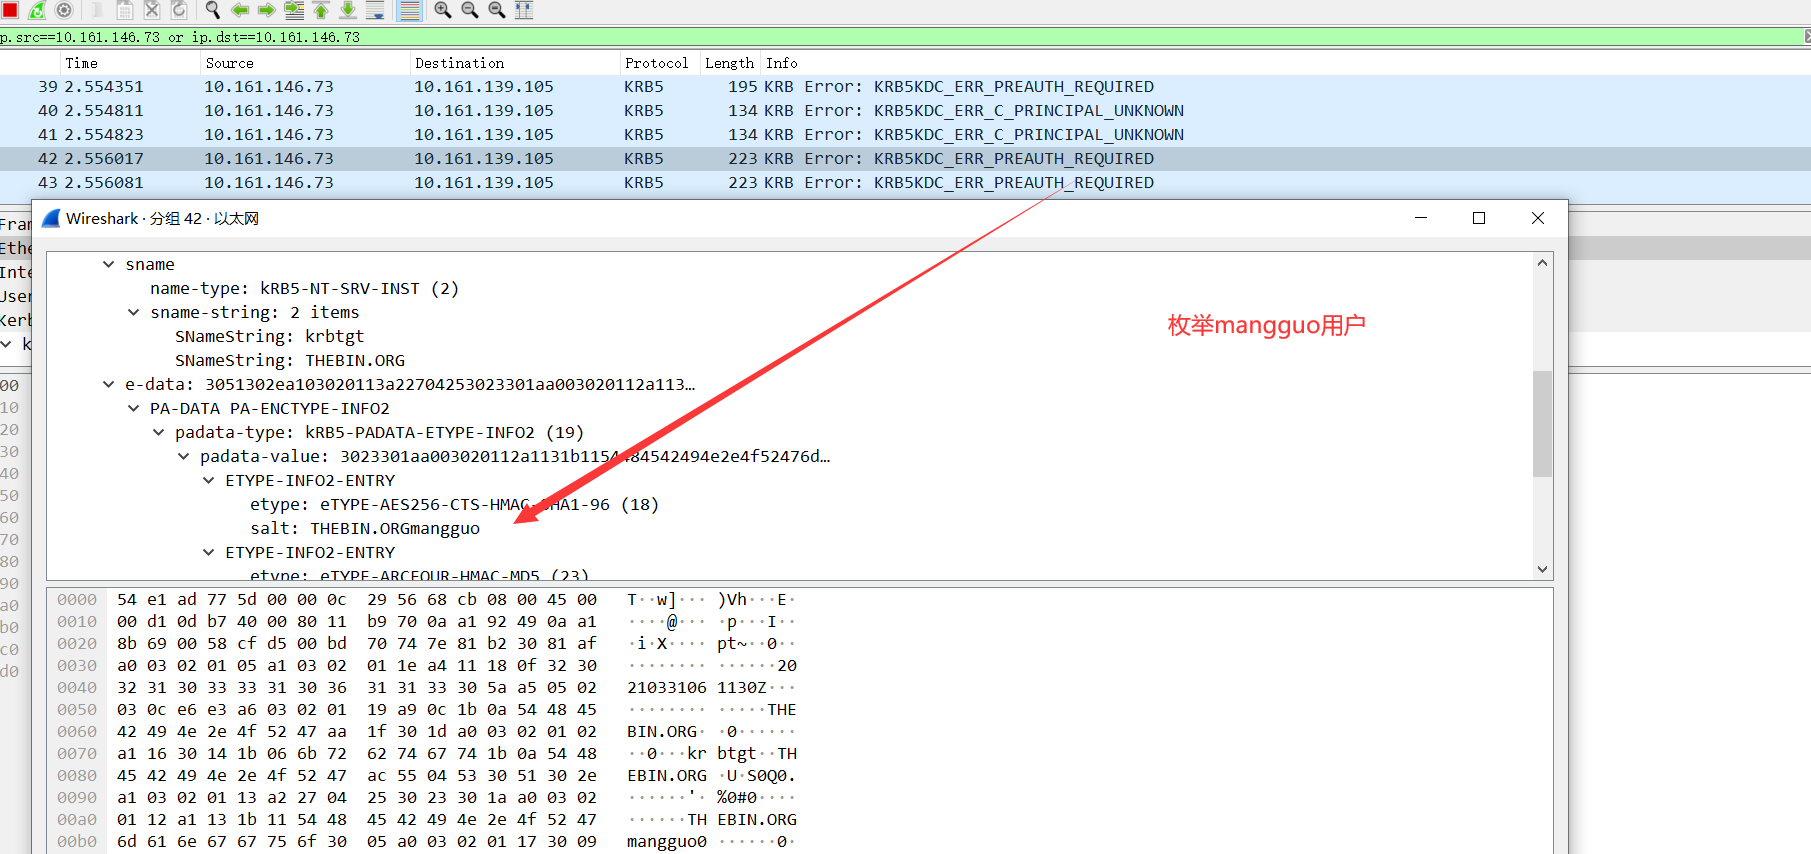 p.src==10.161.146.73 or ip.dst==10.161.146.73
Time Source Destination Protocol Length Info
39 2.554351 10.161.146.73 10.161.139.105 KRB5 195 KRB Error: KRB5KDC_ERR_PREAUTH_REQUIRED
40 2.554811 10.161.146.73 10.161.139.105 KRB5 134 KRB Error: KRB5KDC_ERR_C_PRINCIPAL_UNKNOWN
41 2.554823 10.161.146.73 10.161.139.105 KRB5 134 KRB Error: KRB5KDC_ERR_C_PRINCIPAL_UNKNOWN
42 2.556017 10.161.146.73 10.161.139.105 KRB5 223 KRB Error: KRB5KDC_ERR_PREAUTH_REQUIRED
43 2.556081 10.161.146.73 10.161.139.105 KRB5 223 KRB Error: KRB5KDC_ERR_PREAUTH_REQUIRED
Wireshark · 分组 42 · 以太网
Fram
Ethe
Inte
User
Kerb
k
sname
name-type: kRB5-NT-SRV-INST (2)
sname-string: 2 items
SNameString: krbtgt
SNameString: THEBIN.ORG
e-data: 3051302ea103020113a22704253023301aa003020112a113…
PA-DATA PA-ENCTYPE-INFO2
padata-type: kRB5-PADATA-ETYPE-INFO2 (19)
padata-value: 3023301aa003020112a1131b1154484542494e2e4f52476d…
ETYPE-INFO2-ENTRY
etype: eTYPE-AES256-CTS-HMAC-SHA1-96 (18)
salt: THEBIN.ORGmangguo
ETYPE-INFO2-ENTRY
etype: eTYPE-ARCFOUR-HMAC-MD5 (23)
枚举mangguo用户
00
10
20
30
40
50
60
70
80
90
a0
b0
c0
d0
0000 54 e1 ad 77 5d 00 00 0c 29 56 68 cb 08 00 45 00 T··w]··· )Vh···E·
0010 00 d1 0d b7 40 00 80 11 b9 70 0a a1 92 49 0a a1 ····@··· ·p···I··
0020 8b 69 00 58 cf d5 00 bd 70 74 7e 81 b2 30 81 af ·i·X···· pt~··0··
0030 a0 03 02 01 05 a1 03 02 01 1e a4 11 18 0f 32 30 ········ ······20
0040 32 31 30 33 33 31 30 36 31 31 33 30 5a a5 05 02 21033106 1130Z···
0050 03 0c e6 e3 a6 03 02 01 19 a9 0c 1b 0a 54 48 45 ········ ·····THE
0060 42 49 4e 2e 4f 52 47 aa 1f 30 1d a0 03 02 01 02 BIN.ORG· ·0······
0070 a1 16 30 14 1b 06 6b 72 62 74 67 74 1b 0a 54 48 ··0···kr btgt··TH
0080 45 42 49 4e 2e 4f 52 47 ac 55 04 53 30 51 30 2e EBIN.ORG ·U·S0Q0.
0090 a1 03 02 01 13 a2 27 04 25 30 23 30 1a a0 03 02 ······'· %0#0····
00a0 01 12 a1 13 1b 11 54 48 45 42 49 4e 2e 4f 52 47 ······TH EBIN.ORG
00b0 6d 61 6e 67 67 75 6f 30 05 a0 03 02 01 17 30 09 mangguo0 ······0·